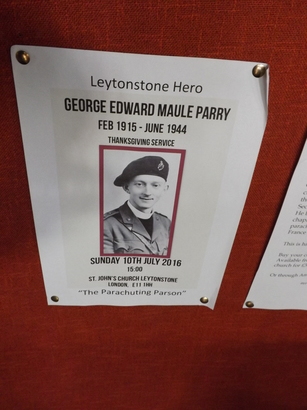 Leytonstone Hero
GEORGE EDWARD MAULE PARRY
FEB 1915 - JUNE 1944
THANKSGIVING SERVICE
SUNDAY 10TH JULY 2016
15:00
ST. JOHN'S CHURCH LEYTONSTONE
LONDON, E11 1HH
"The Parachuting Parson"